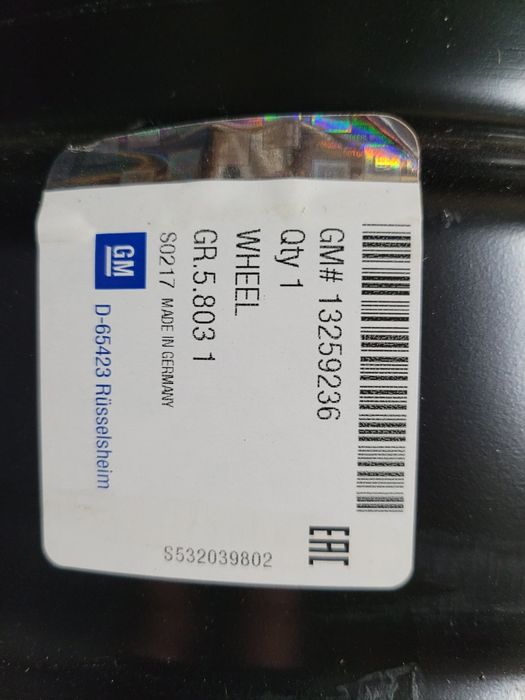 GM# 13259236
Qty 1
WHEEL
GR.5.803 1
S0217 MADE IN GERMANY
GM
D-65423 Rüsselsheim
EAC
S532039802